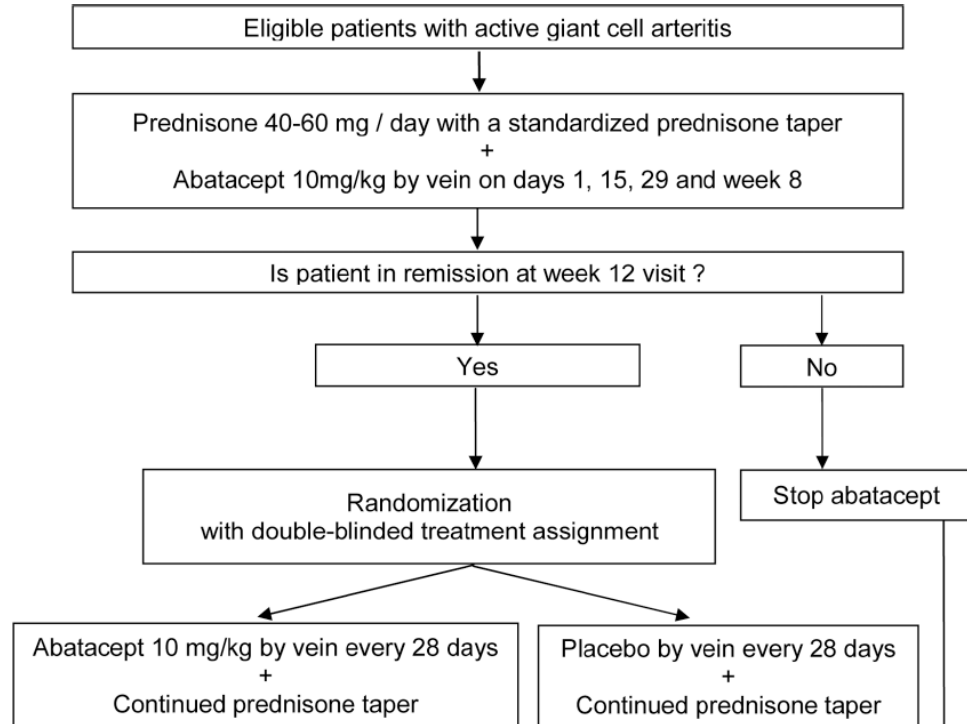 Eligible patients with active giant cell arteritis
Prednisone 40-60 mg / day with a standardized prednisone taper
+
Abatacept 10mg/kg by vein on days 1, 15, 29 and week 8
Is patient in remission at week 12 visit ?
Yes
No
Randomization
with double-blinded treatment assignment
Stop abatacept
Abatacept 10 mg/kg by vein every 28 days
+
Continued prednisone taper
Placebo by vein every 28 days
+
Continued prednisone taper